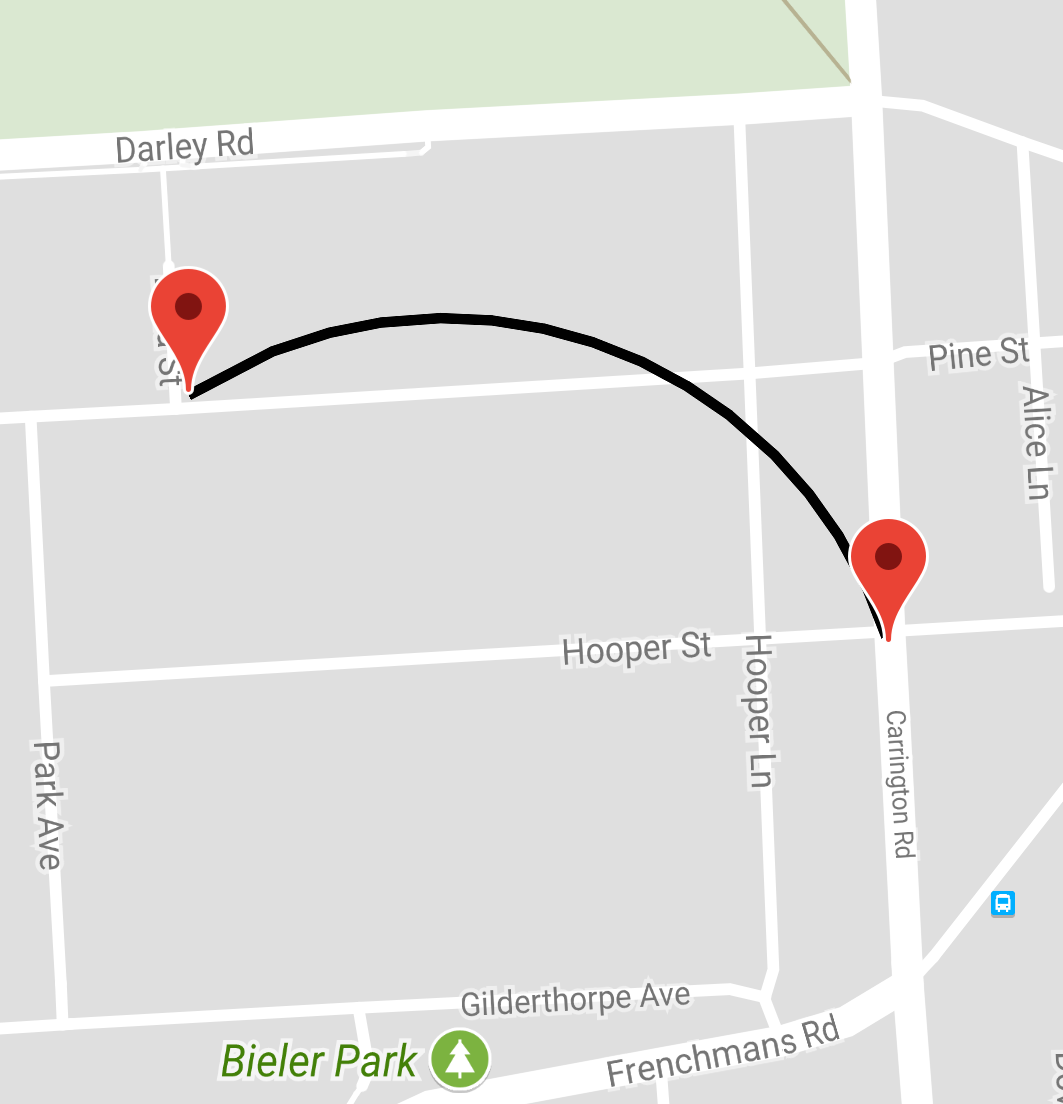 Darley Rd
St
Pine St
Alice Ln
Hooper St
Hooper Ln
Carrington Rd
Park Ave
Gilderthorpe Ave
Bieler Park
Frenchmans Rd